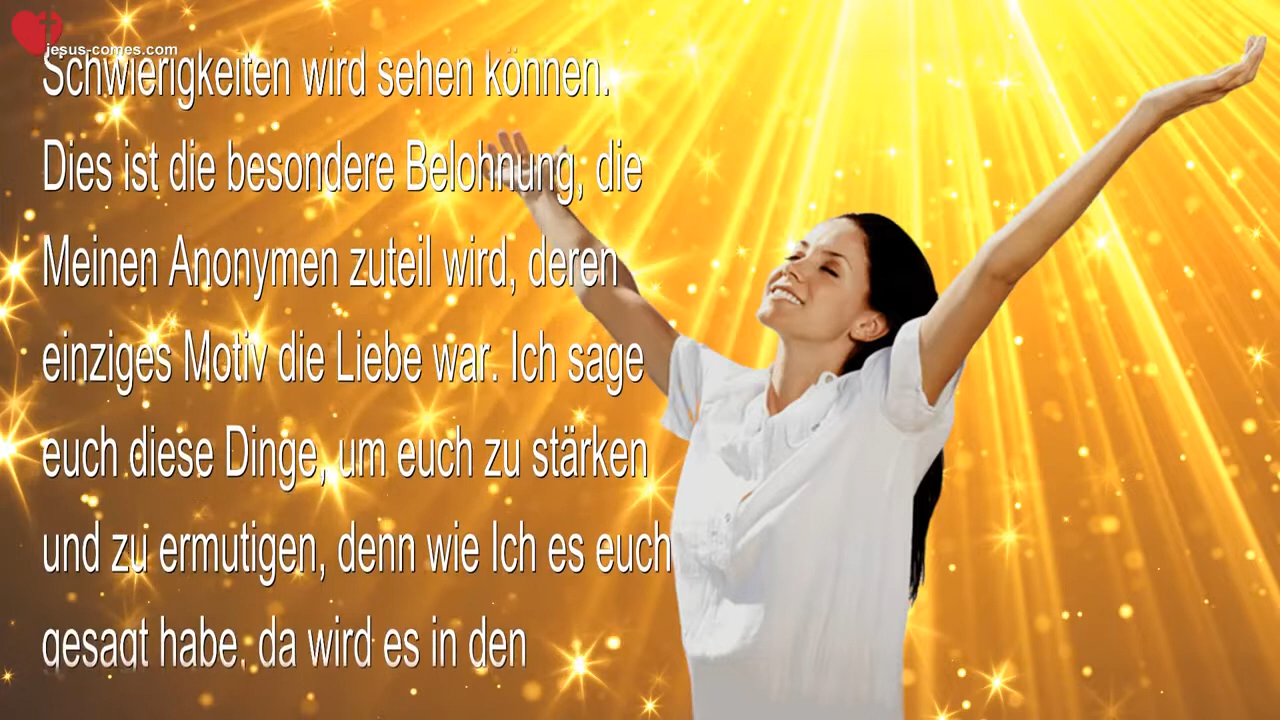 jesus-comes.com
Schwierigkeiten wird sehen können.
Dies ist die besondere Belohnung, die
Meinen Anonymen zuteil wird, deren
einziges Motiv die Liebe war. Ich sage
euch diese Dinge, um euch zu stärken
und zu ermutigen, denn wie Ich es euch
gesagt habe, da wird es in den